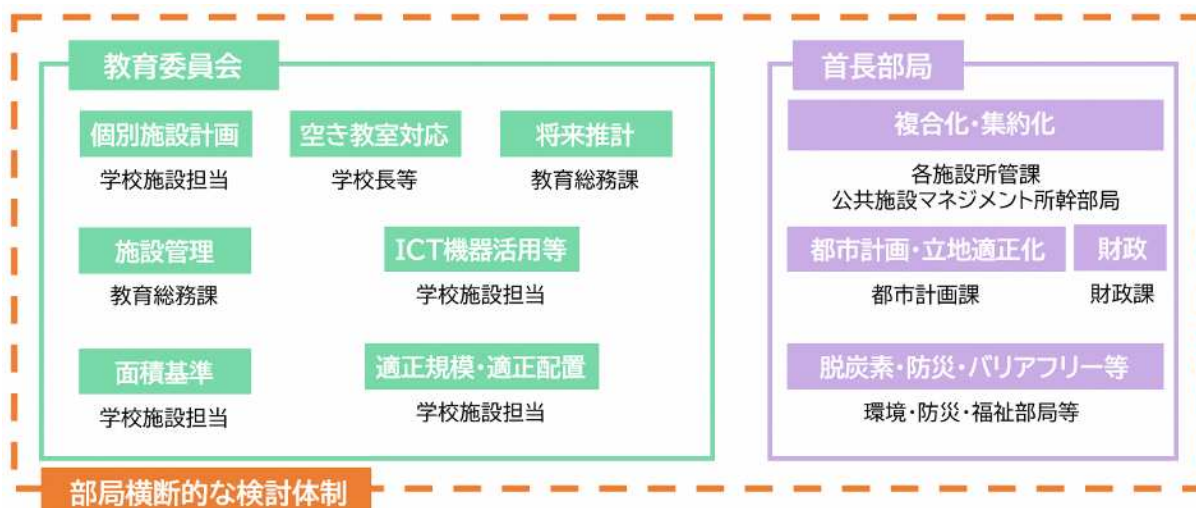 教育委員会
個別施設計画
学校施設担当
空き教室対応
学校長等
将来推計
教育総務課
施設管理
教育総務課
ICT機器活用等
学校施設担当
面積基準
学校施設担当
適正規模・適正配置
学校施設担当
首長部局
複合化・集約化
各施設所管課
公共施設マネジメント所幹部局
都市計画・立地適正化
都市計画課
財政
財政課
脱炭素・防災・バリアフリー等
環境・防災・福祉部局等
部局横断的な検討体制